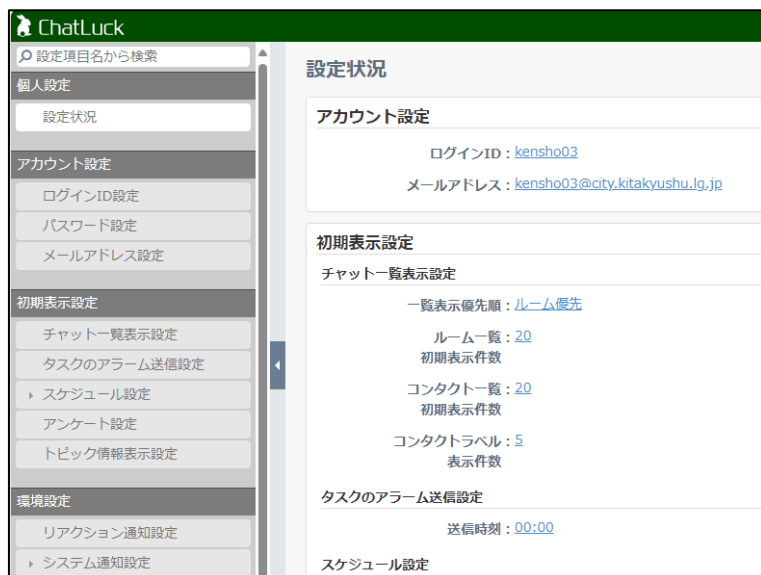 ChatLuck
設定項目名から検索
個人設定
設定状況
アカウント設定
ログインID設定
パスワード設定
メールアドレス設定
初期表示設定
チャット一覧表示設定
タスクのアラーム送信設定
スケジュール設定
アンケート設定
トピック情報表示設定
環境設定
リアクション通知設定
システム通知設定
設定状況
アカウント設定
ログインID：kensho03
メールアドレス：kensho03@city.kitakyushu.lg.jp
初期表示設定
チャット一覧表示設定
一覧表示優先順：ルーム優先
ルーム一覧：20
初期表示件数
コンタクト一覧：20
初期表示件数
コンタクトラベル：5
表示件数
タスクのアラーム送信設定
送信時刻：00:00
スケジュール設定